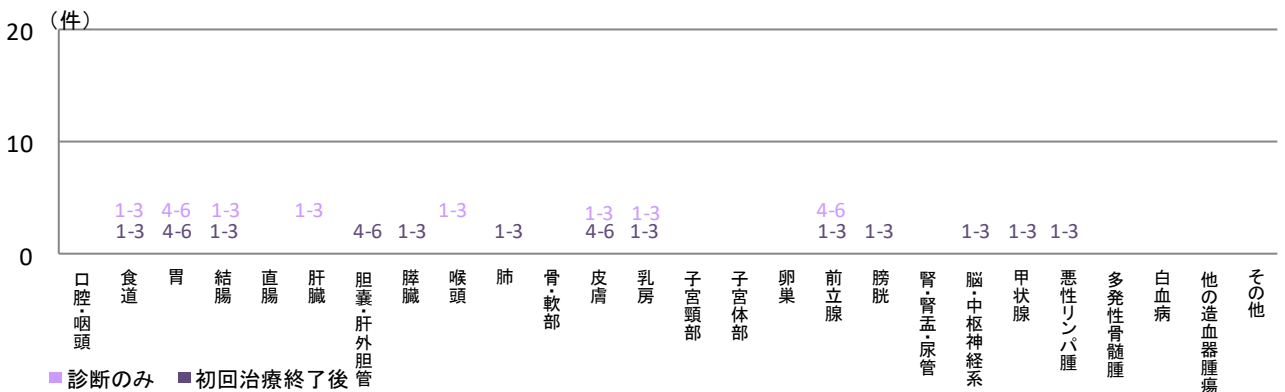 （件）
20
10
0
1-3 4-6 1-3 1-3 1-3 1-3 1-3 4-6
1-3 4-6 1-3 4-6 1-3 1-3 4-6 1-3 1-3 1-3 1-3 1-3 1-3
口腔・咽頭
食道
胃
結腸
直腸
肝臓
胆嚢・肝外胆管
膵臓
喉頭
肺
骨・軟部
皮膚
乳房
子宮頸部
子宮体部
卵巣
前立腺
膀胱
腎・腎盂・尿管
脳・中枢神経系
甲状腺
悪性リンパ腫
多発性骨髄腫
白血病
他の造血器腫瘍
その他
診断のみ 初回治療終了後